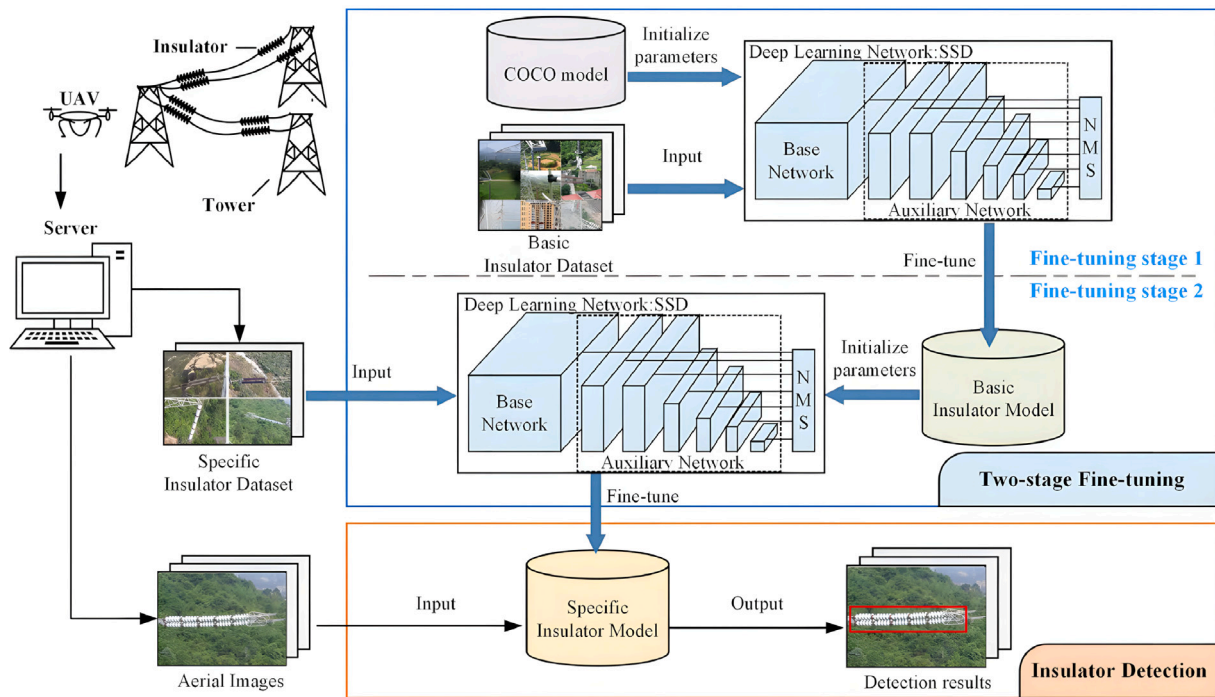 Insulator
UAV
Tower
Server
COCO model
Initialize
parameters
Deep Learning Network:SSD
Base
Network
Auxiliary Network
N
M
S
Input
Basic
Insulator Dataset
Fine-tune
Fine-tuning stage 1
Fine-tuning stage 2
Deep Learning Network:SSD
Base
Network
Auxiliary Network
N
M
S
Initialize
parameters
Basic
Insulator Model
Input
Specific
Insulator Dataset
Two-stage Fine-tuning
Fine-tune
Input
Specific
Insulator Model
Output
Aerial Images
Detection results
Insulator Detection